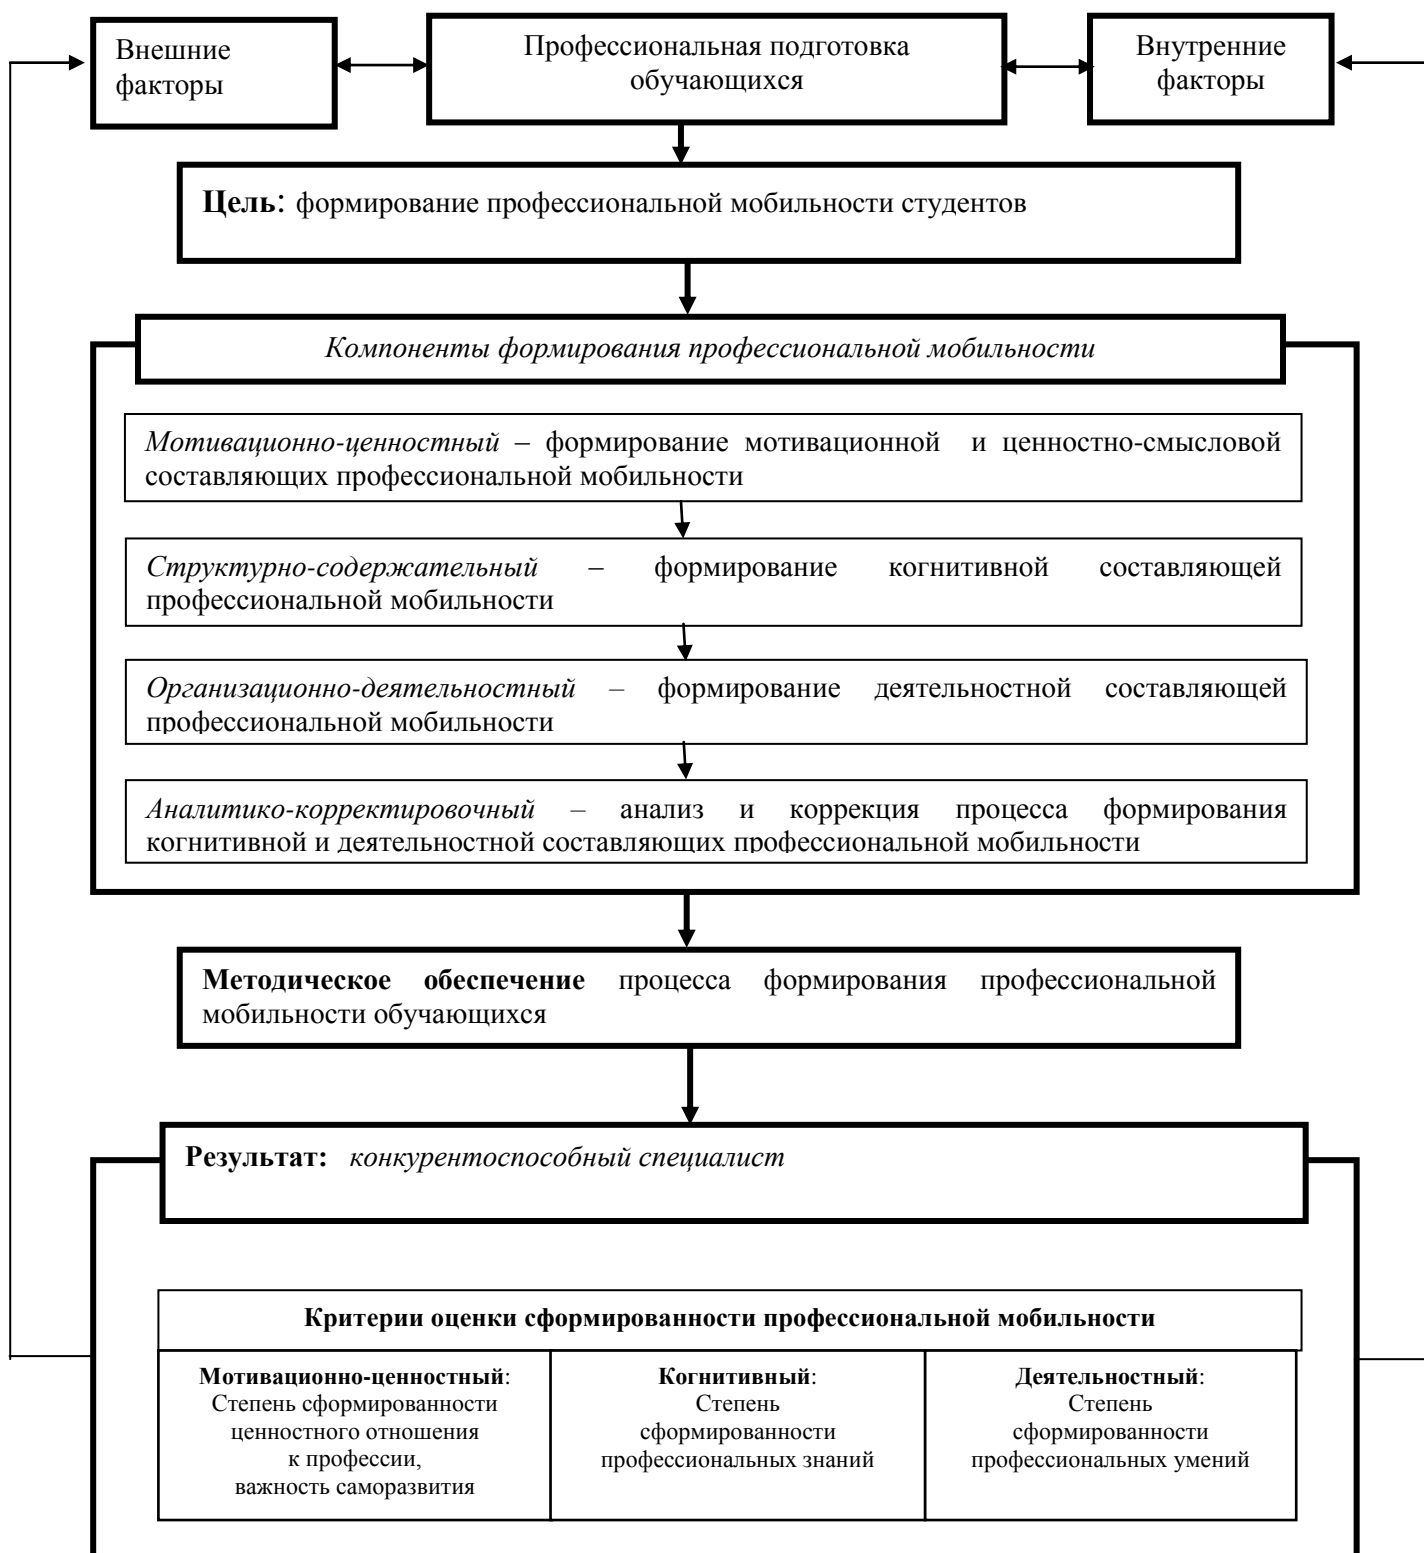 Внешние
факторы
Профессиональная подготовка
обучающихся
Внутренние
факторы
Цель: формирование профессиональной мобильности студентов
Компоненты формирования профессиональной мобильности
Мотивационно-ценностный – формирование мотивационной и ценностно-смысловой
составляющих профессиональной мобильности
Структурно-содержательный – формирование когнитивной составляющей
профессиональной мобильности
Организационно-деятельностный – формирование деятельностной составляющей
профессиональной мобильности
Аналитико-корректировочный – анализ и коррекция процесса формирования
когнитивной и деятельностной составляющих профессиональной мобильности
Методическое обеспечение процесса формирования профессиональной
мобильности обучающихся
Результат: конкурентоспособный специалист
Критерии оценки сформированности профессиональной мобильности
Мотивационно-ценностный:
Степень сформированности
ценностного отношения
к профессии,
важность саморазвития
Когнитивный:
Степень
сформированности
профессиональных знаний
Деятельностный:
Степень
сформированности
профессиональных умений